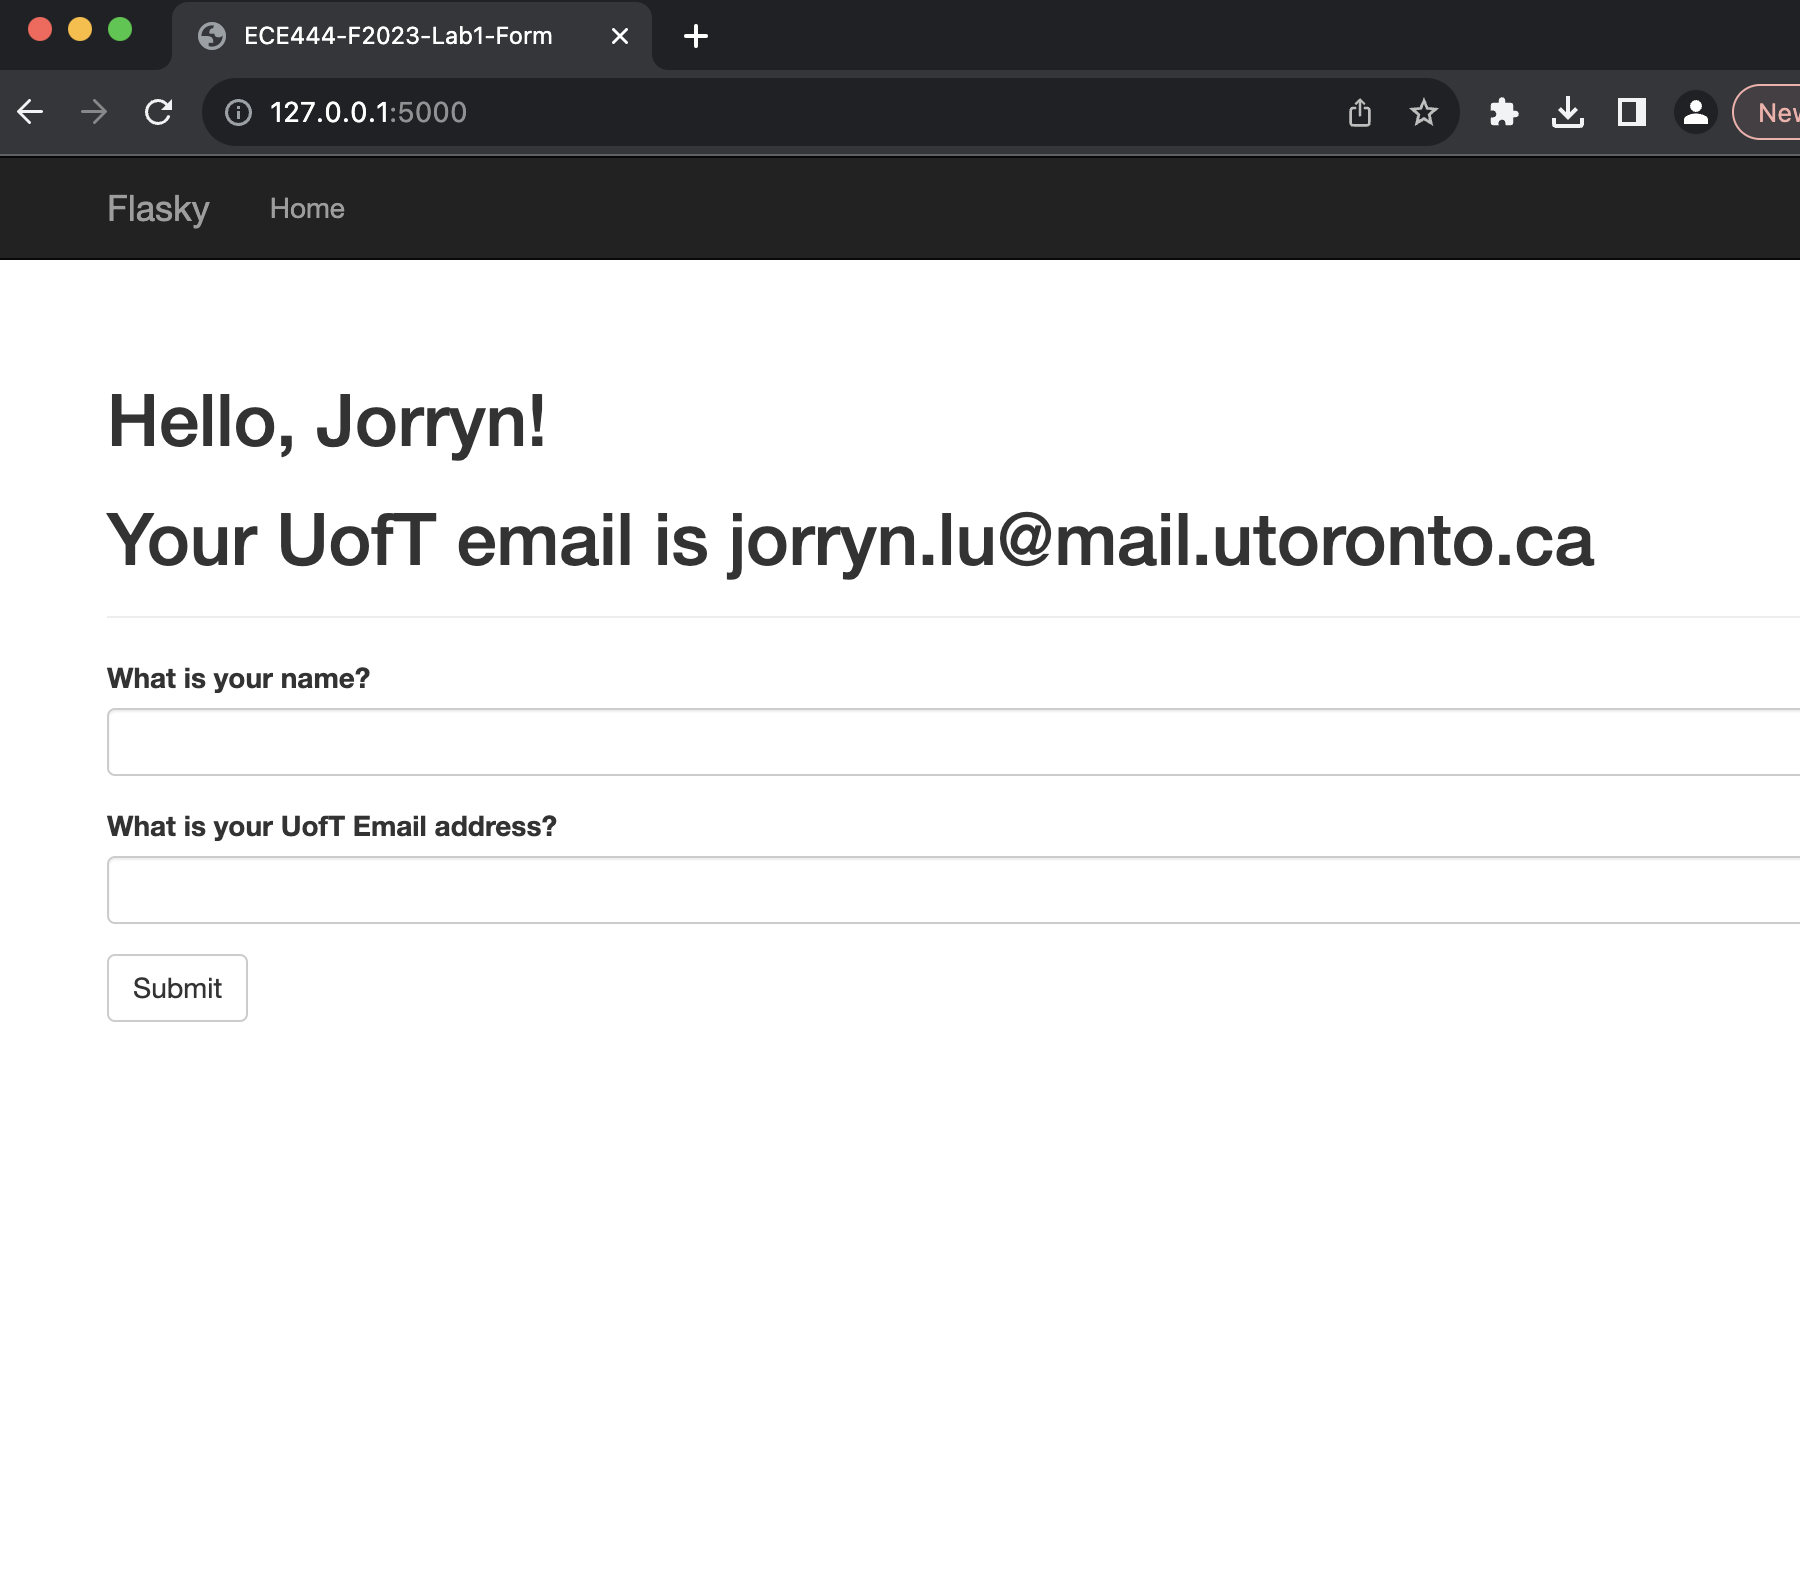 ECE444-F2023-Lab1-Form
127.0.0.1:5000
New
Flasky Home
Hello, Jorryn!
Your UofT email is jorryn.lu@mail.utoronto.ca
What is your name?
What is your UofT Email address?
Submit